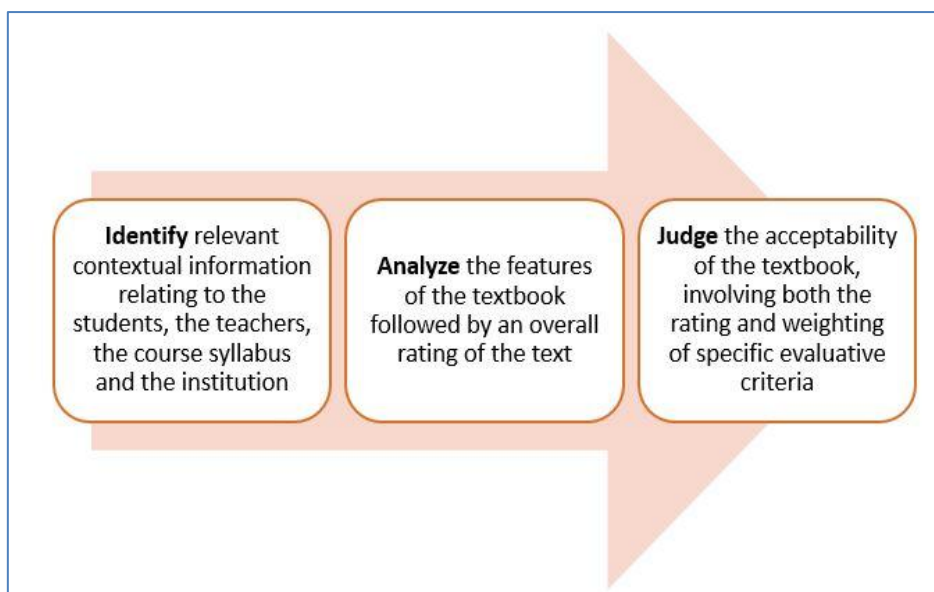 Identify relevant
contextual information
relating to the
students, the teachers,
the course syllabus
and the institution
Analyze the features
of the textbook
followed by an overall
rating of the text
Judge the acceptability
of the textbook,
involving both the
rating and weighting
of specific evaluative
criteria